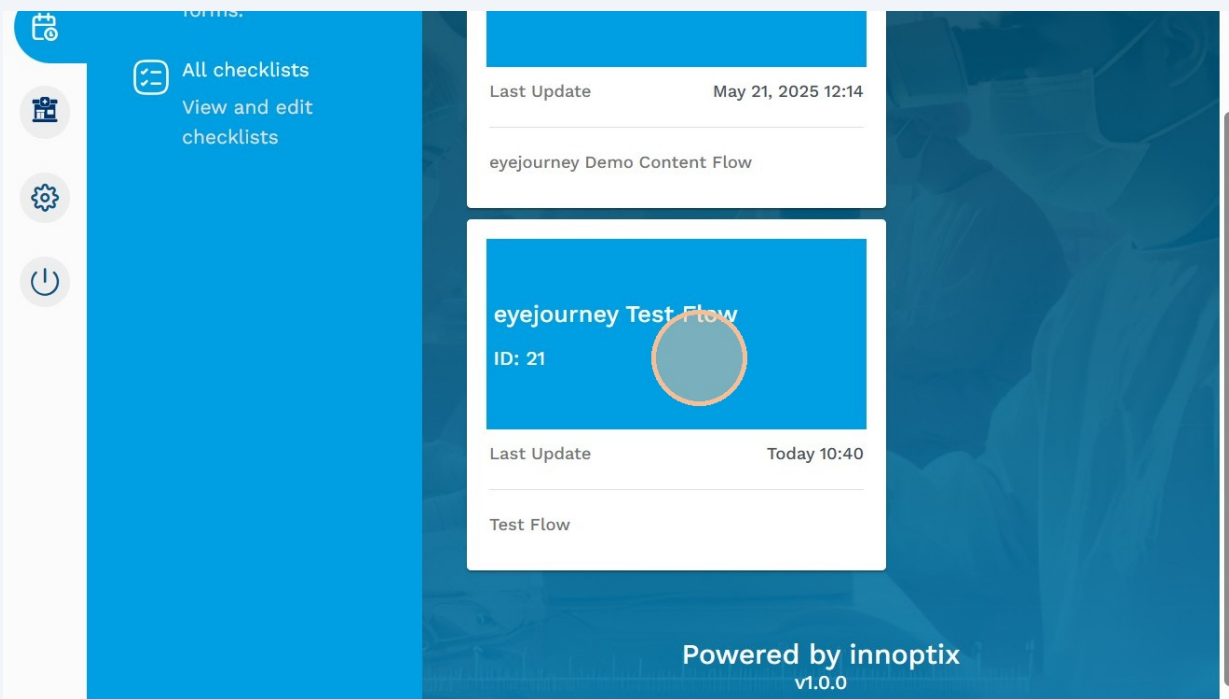 forms.
All checklists
View and edit
checklists
Last Update May 21, 2025 12:14
eyejourney Demo Content Flow
eyejourney Test Flow
ID: 21
Last Update Today 10:40
Test Flow
Powered by innoptix
v1.0.0